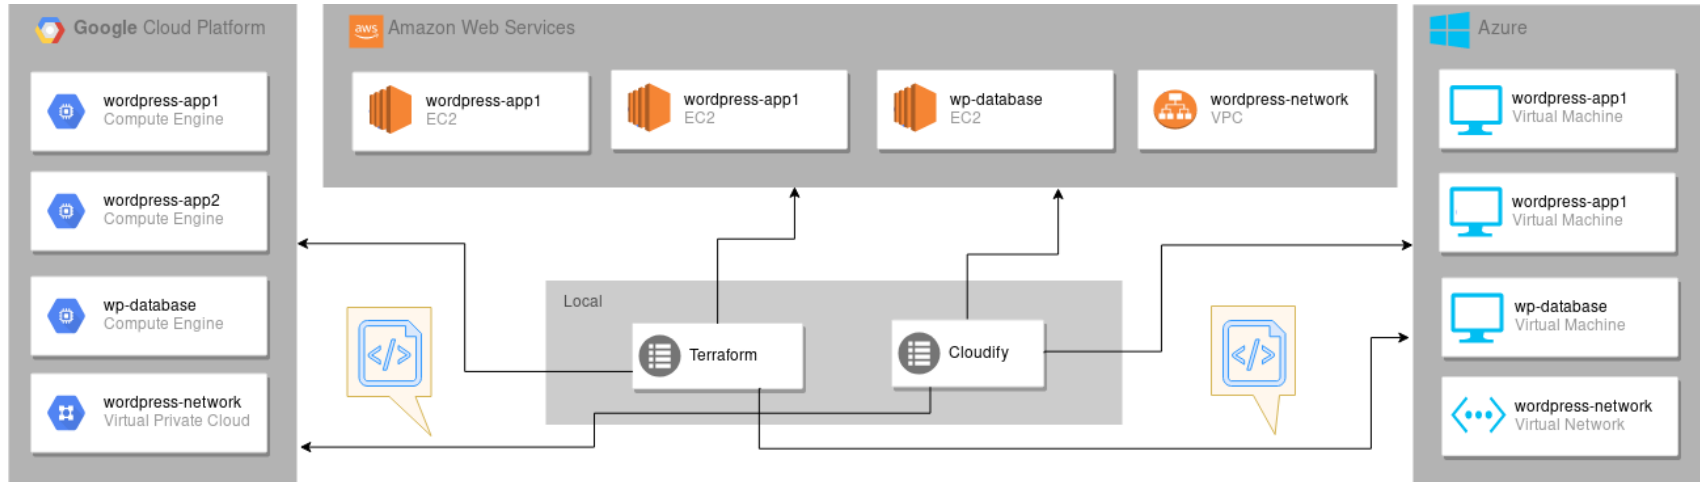 Google Cloud Platform
wordpress-app1
Compute Engine
wordpress-app2
Compute Engine
wp-database
Compute Engine
wordpress-network
Virtual Private Cloud
aws
Amazon Web Services
wordpress-app1
EC2
wordpress-app1
EC2
wp-database
EC2
wordpress-network
VPC
Local
Terraform
Cloudify
</>
</>
Azure
wordpress-app1
Virtual Machine
wordpress-app1
Virtual Machine
wp-database
Virtual Machine
wordpress-network
Virtual Network